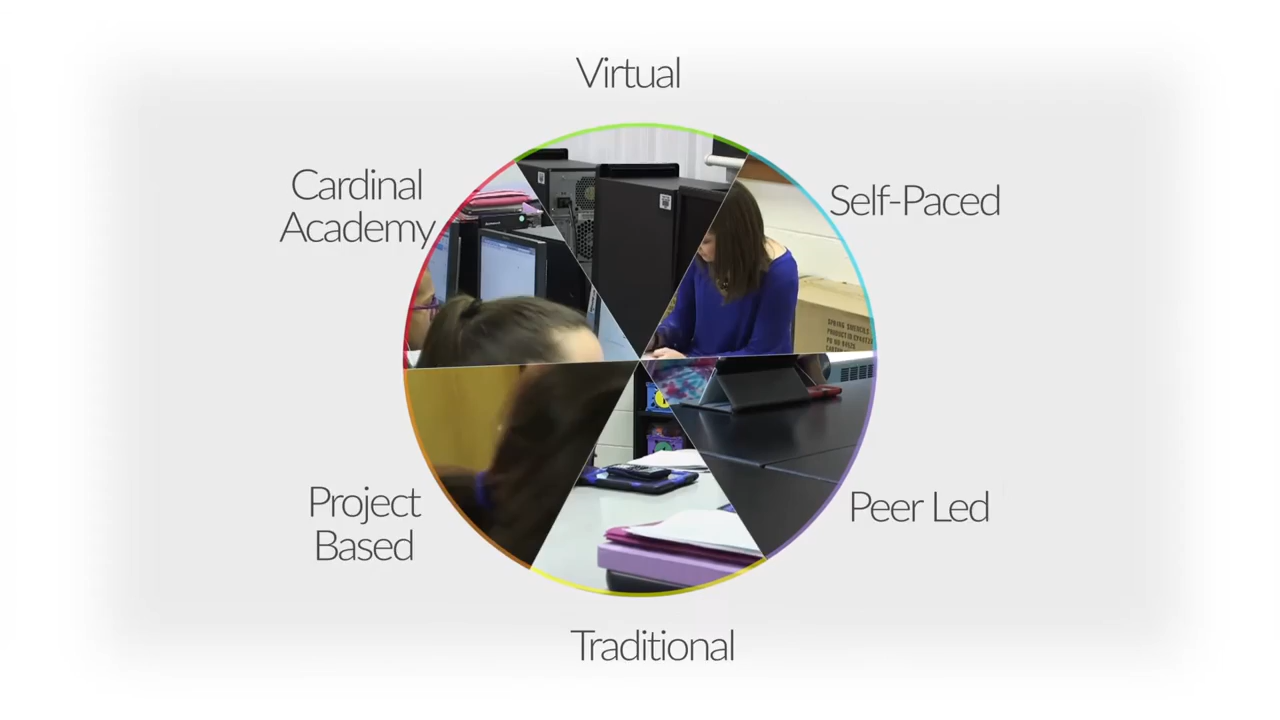 Virtual
Cardinal
Academy
Self-Paced
Project
Based
Peer Led
Traditional